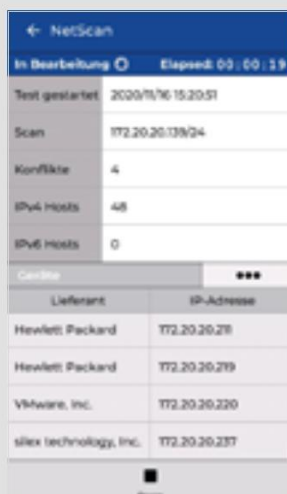 ← NetScan
In Bearbeitung Elapsed: 00:00:19
Test gestartet 2020/11/16 15:20:51
Scan 172.20.20.139/24
Konflikte 4
IPv4 Hosts 48
IPv6 Hosts 0
Geräte •••
Lieferant IP-Adresse
Hewlett Packard 172.20.20.211
Hewlett Packard 172.20.20.219
VMware, Inc. 172.20.20.220
silex technology, Inc. 172.20.20.237